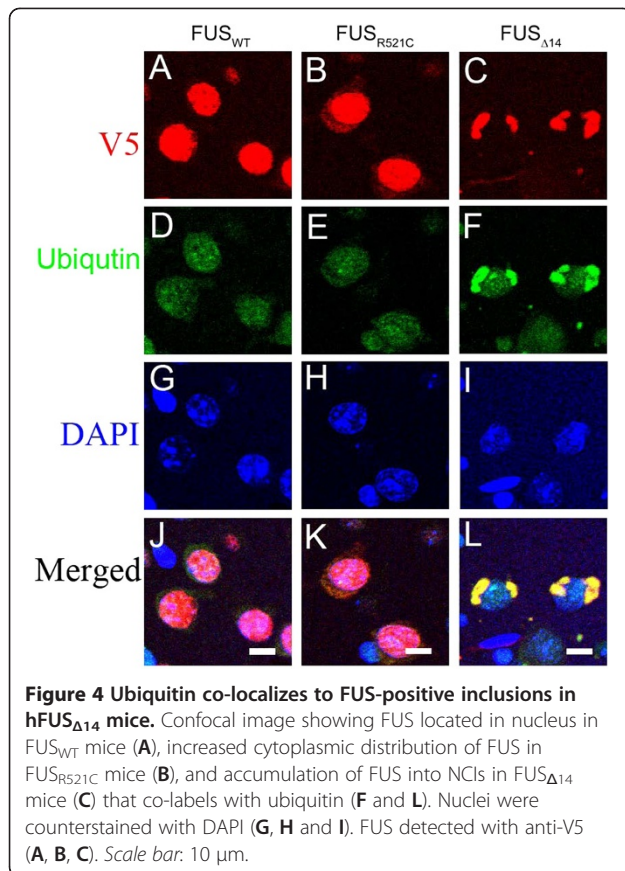 FUSWT FUSR521C FUSΔ14
A B C
V5
D E F
Ubiqutin
G H I
DAPI
J K L
Merged
Figure 4 Ubiquitin co-localizes to FUS-positive inclusions in
hFUSΔ14 mice. Confocal image showing FUS located in nucleus in
FUSWT mice (A), increased cytoplasmic distribution of FUS in
FUSR521C mice (B), and accumulation of FUS into NCIs in FUSΔ14
mice (C) that co-labels with ubiquitin (F and L). Nuclei were
counterstained with DAPI (G, H and I). FUS detected with anti-V5
(A, B, C). Scale bar: 10 μm.